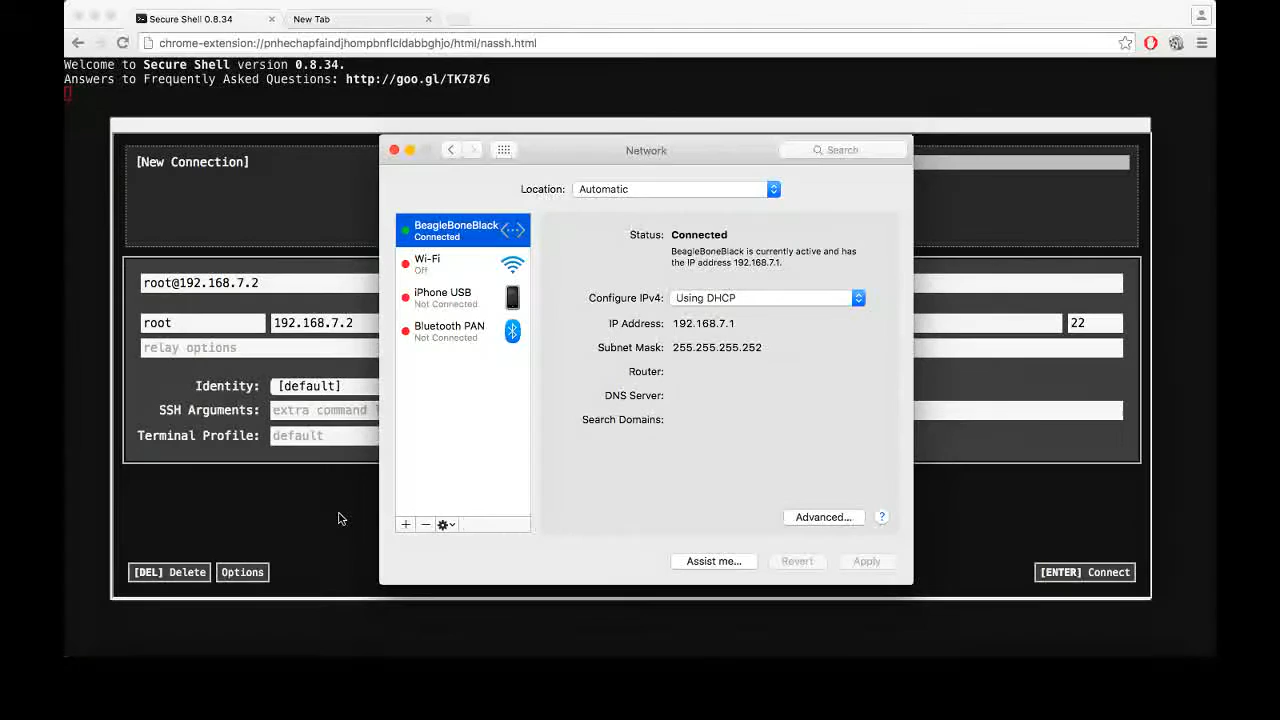 Secure Shell 0.8.34
New Tab
chrome-extension://pnhechapfaindjhompbnflcldabbghjo/html/nassh.html
Welcome to Secure Shell version 0.8.34.
Answers to Frequently Asked Questions: http://goo.gl/TK7876
[New Connection]
root@192.168.7.2
root
192.168.7.2
22
relay options
Identity: [default]
SSH Arguments: extra command
Terminal Profile: default
[DEL] Delete
Options
[ENTER] Connect
Network
Search
Location: Automatic
BeagleBoneBlack
Connected
Wi-Fi
Off
iPhone USB
Not Connected
Bluetooth PAN
Not Connected
Status: Connected
BeagleBoneBlack is currently active and has
the IP address 192.168.7.1.
Configure IPv4: Using DHCP
IP Address: 192.168.7.1
Subnet Mask: 255.255.255.252
Router:
DNS Server:
Search Domains:
Advanced... ?
Assist me...
Revert
Apply